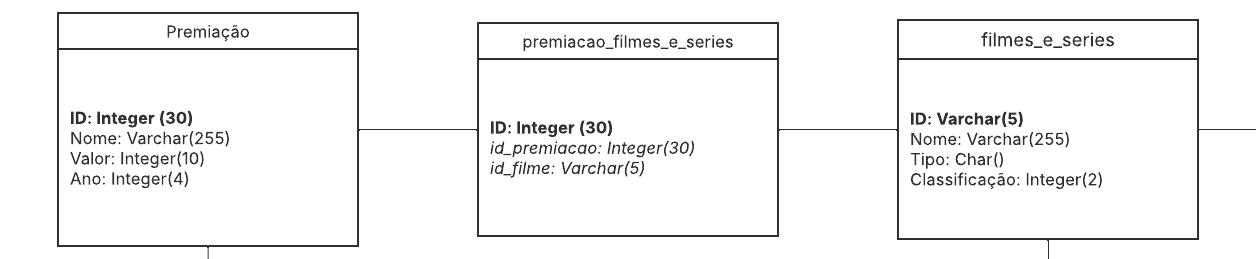 Premiação
ID: Integer (30)
Nome: Varchar(255)
Valor: Integer(10)
Ano: Integer(4)
premiacao_filmes_e_series
ID: Integer (30)
id_premiacao: Integer(30)
id_filme: Varchar(5)
filmes_e_series
ID: Varchar(5)
Nome: Varchar(255)
Tipo: Char()
Classificação: Integer(2)